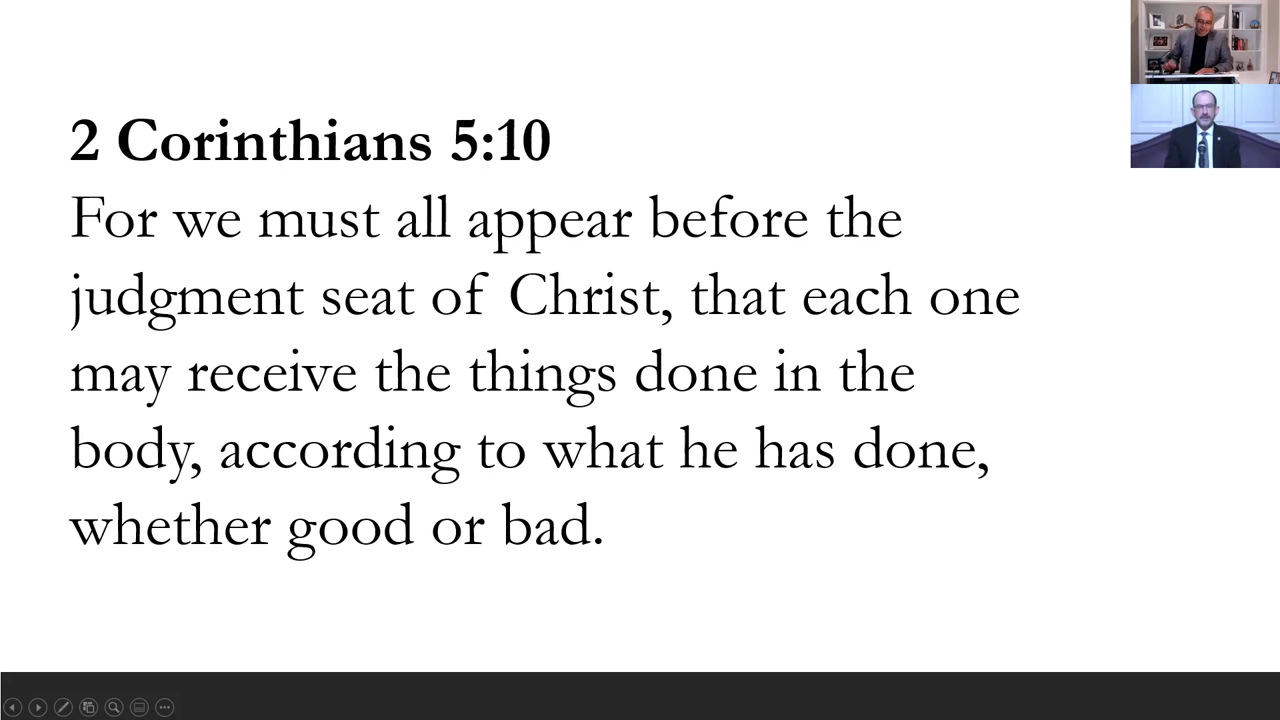 2 Corinthians 5:10
For we must all appear before the
judgment seat of Christ, that each one
may receive the things done in the
body, according to what he has done,
whether good or bad.